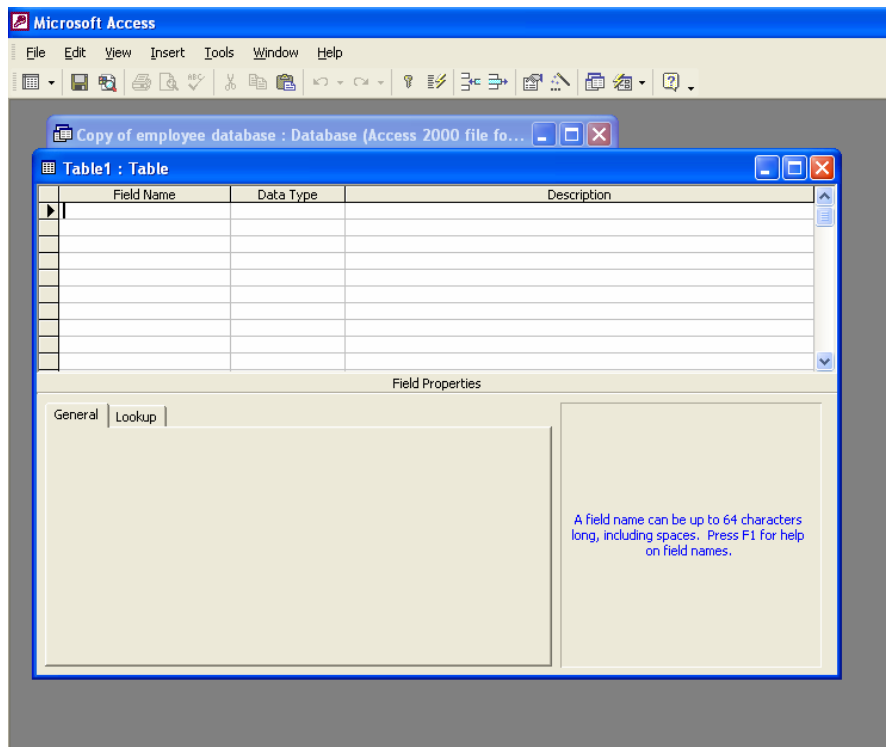 Microsoft Access
File Edit View Insert Tools Window Help
ABC
Copy of employee database : Database (Access 2000 file fo...
Table1 : Table
Field Name Data Type Description
Field Properties
General Lookup
A field name can be up to 64 characters
long, including spaces. Press F1 for help
on field names.